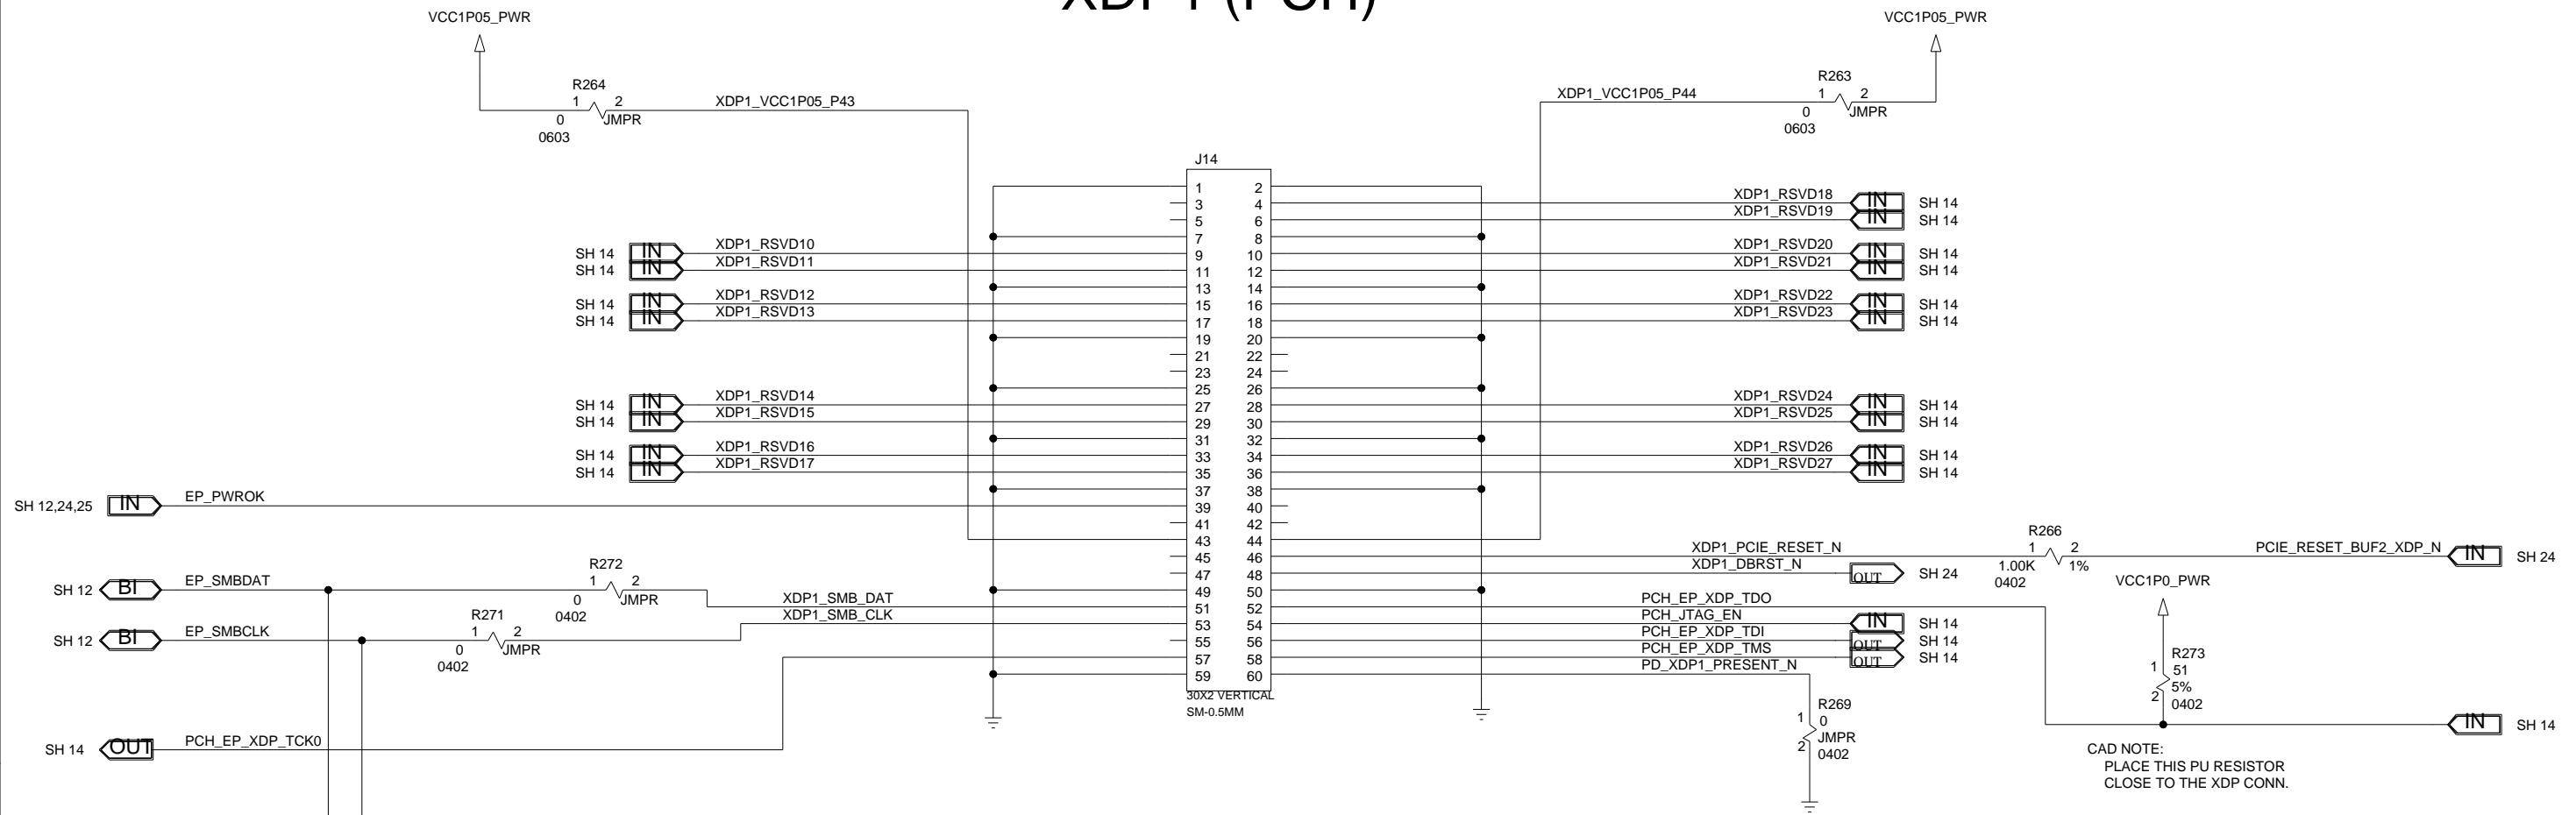 XDP1 (PCH)
VCC1P05_PWR
VCC1P05_PWR
R264
1 2
XDP1_VCC1P05_P43
0
JMPR
0603
R263
XDP1_VCC1P05_P44
1 2
0
JMPR
0603
J14
1 2
3 4
5 6
7 8
9 10
11 12
13 14
15 16
17 18
19 20
21 22
23 24
25 26
27 28
29 30
31 32
33 34
35 36
37 38
39 40
41 42
43 44
45 46
47 48
49 50
51 52
53 54
55 56
57 58
59 60
30X2 VERTICAL
SM-0.5MM
SH 14 IN XDP1_RSVD10
SH 14 IN XDP1_RSVD11
SH 14 IN XDP1_RSVD12
SH 14 IN XDP1_RSVD13
SH 14 IN XDP1_RSVD14
SH 14 IN XDP1_RSVD15
SH 14 IN XDP1_RSVD16
SH 14 IN XDP1_RSVD17
SH 12,24,25 IN EP_PWROK
SH 12 BI EP_SMBDAT
R272
1 2
0
JMPR
0402
XDP1_SMB_DAT
SH 12 BI EP_SMBCLK
R271
1 2
0
JMPR
0402
XDP1_SMB_CLK
SH 14 OUT PCH_EP_XDP_TCK0
XDP1_RSVD18 IN SH 14
XDP1_RSVD19 IN SH 14
XDP1_RSVD20 IN SH 14
XDP1_RSVD21 IN SH 14
XDP1_RSVD22 IN SH 14
XDP1_RSVD23 IN SH 14
XDP1_RSVD24 IN SH 14
XDP1_RSVD25 IN SH 14
XDP1_RSVD26 IN SH 14
XDP1_RSVD27 IN SH 14
XDP1_PCIE_RESET_N
R266
1 2
1.00K
1%
0402
PCIE_RESET_BUF2_XDP_N IN SH 24
XDP1_DBRST_N OUT SH 24
PCH_EP_XDP_TDO
PCH_JTAG_EN IN SH 14
PCH_EP_XDP_TDI OUT SH 14
PCH_EP_XDP_TMS OUT SH 14
PD_XDP1_PRESENT_N
R269
1
0
JMPR
2
0402
VCC1P0_PWR
R273
1
51
5%
2
0402
IN SH 14
CAD NOTE:
PLACE THIS PU RESISTOR
CLOSE TO THE XDP CONN.